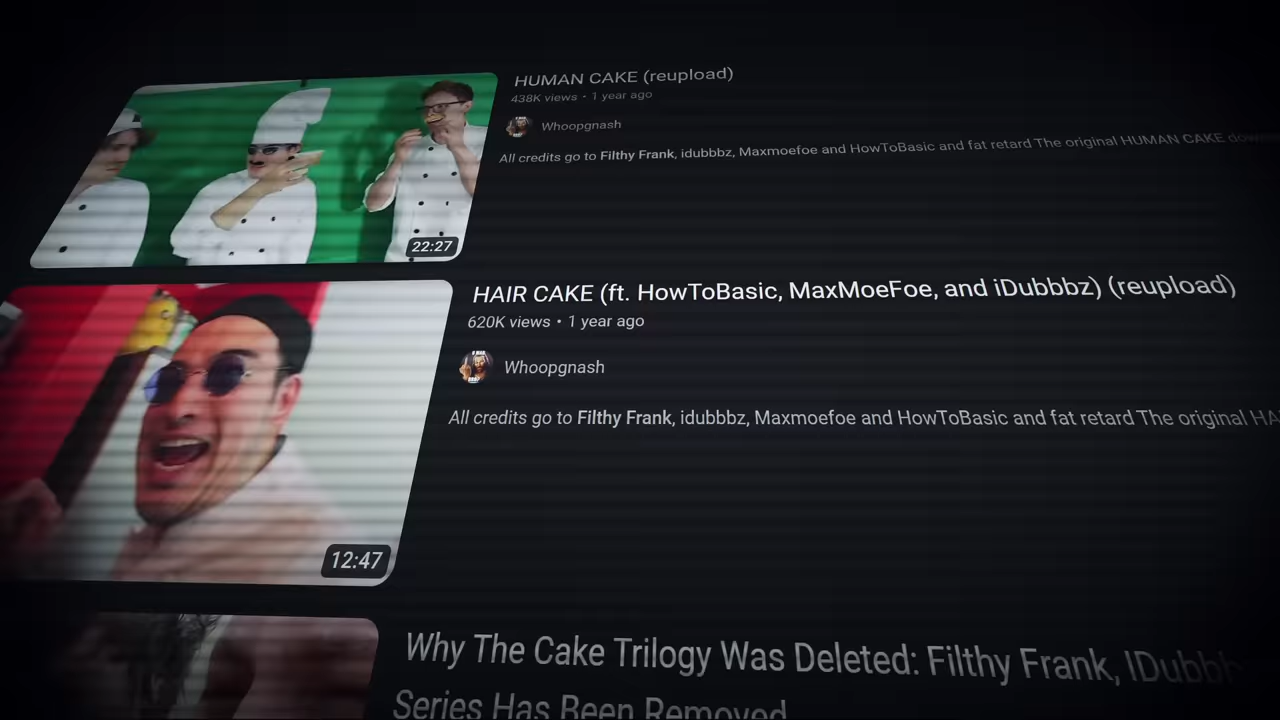 HUMAN CAKE (reupload)
438K views • 1 year ago
Whoopgnash
All credits go to Filthy Frank, idubbbz, Maxmoefoe and HowToBasic and fat retard The original HUMAN CAKE
22:27
HAIR CAKE (ft. HowToBasic, MaxMoeFoe, and iDubbbz) (reupload)
620K views • 1 year ago
Whoopgnash
All credits go to Filthy Frank, idubbbz, Maxmoefoe and HowToBasic and fat retard The original HA
12:47
Why The Cake Trilogy Was Deleted: Filthy Frank, IDubbb
Series Has Been Removed